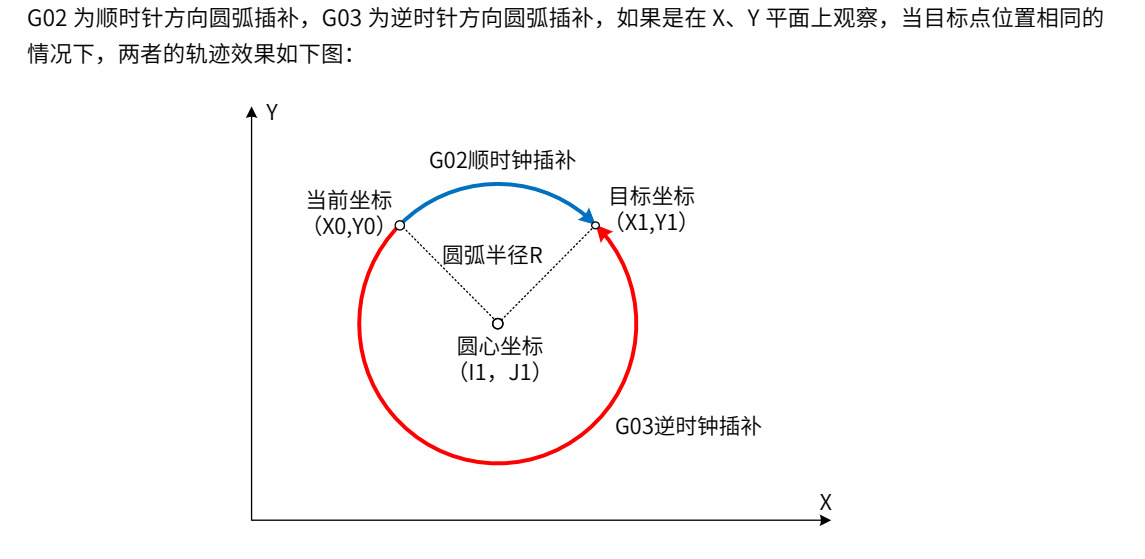 G02 为顺时针方向圆弧插补，G03 为逆时针方向圆弧插补，如果是在 X、Y 平面上观察，当目标点位置相同的
情况下，两者的轨迹效果如下图：
Y
G02顺时钟插补
当前坐标
（X0,Y0）
目标坐标
（X1,Y1）
圆弧半径R
圆心坐标
（I1，J1）
G03逆时钟插补
X